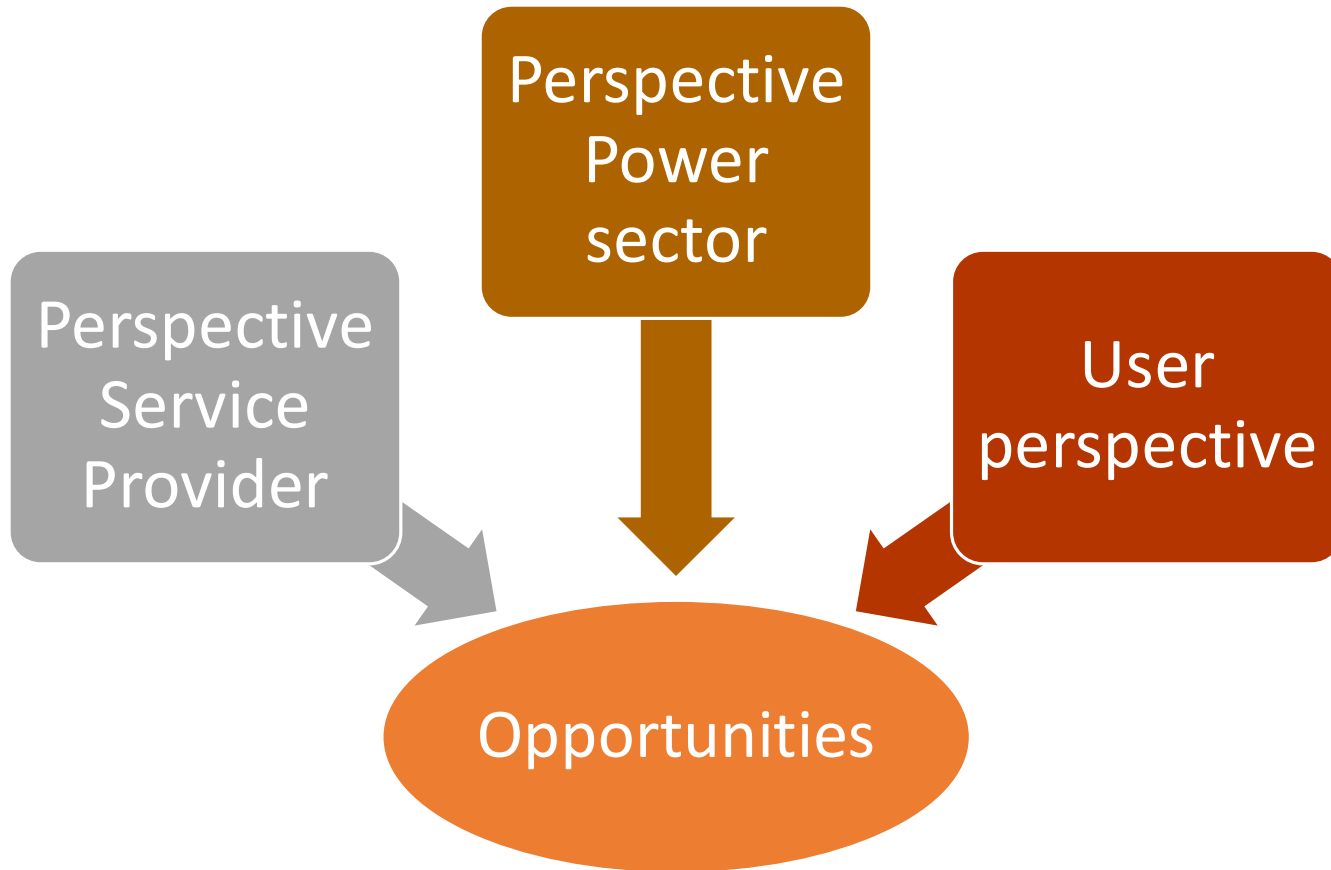 Perspective
Power
sector
Perspective
Service
Provider
User
perspective
Opportunities